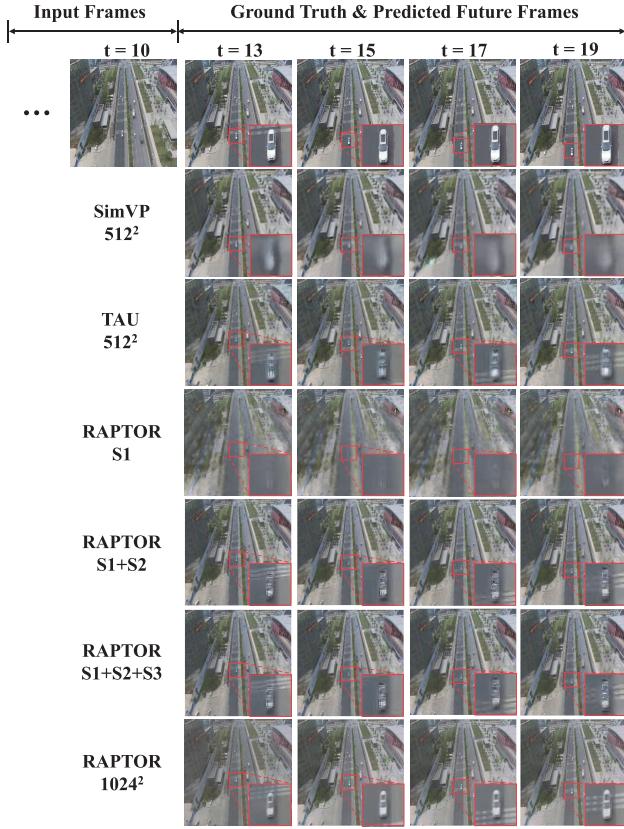 Input Frames
Ground Truth & Predicted Future Frames
t = 10
t = 13
t = 15
t = 17
t = 19
...
SimVP
512²
TAU
512²
RAPTOR
S1
RAPTOR
S1+S2
RAPTOR
S1+S2+S3
RAPTOR
1024²